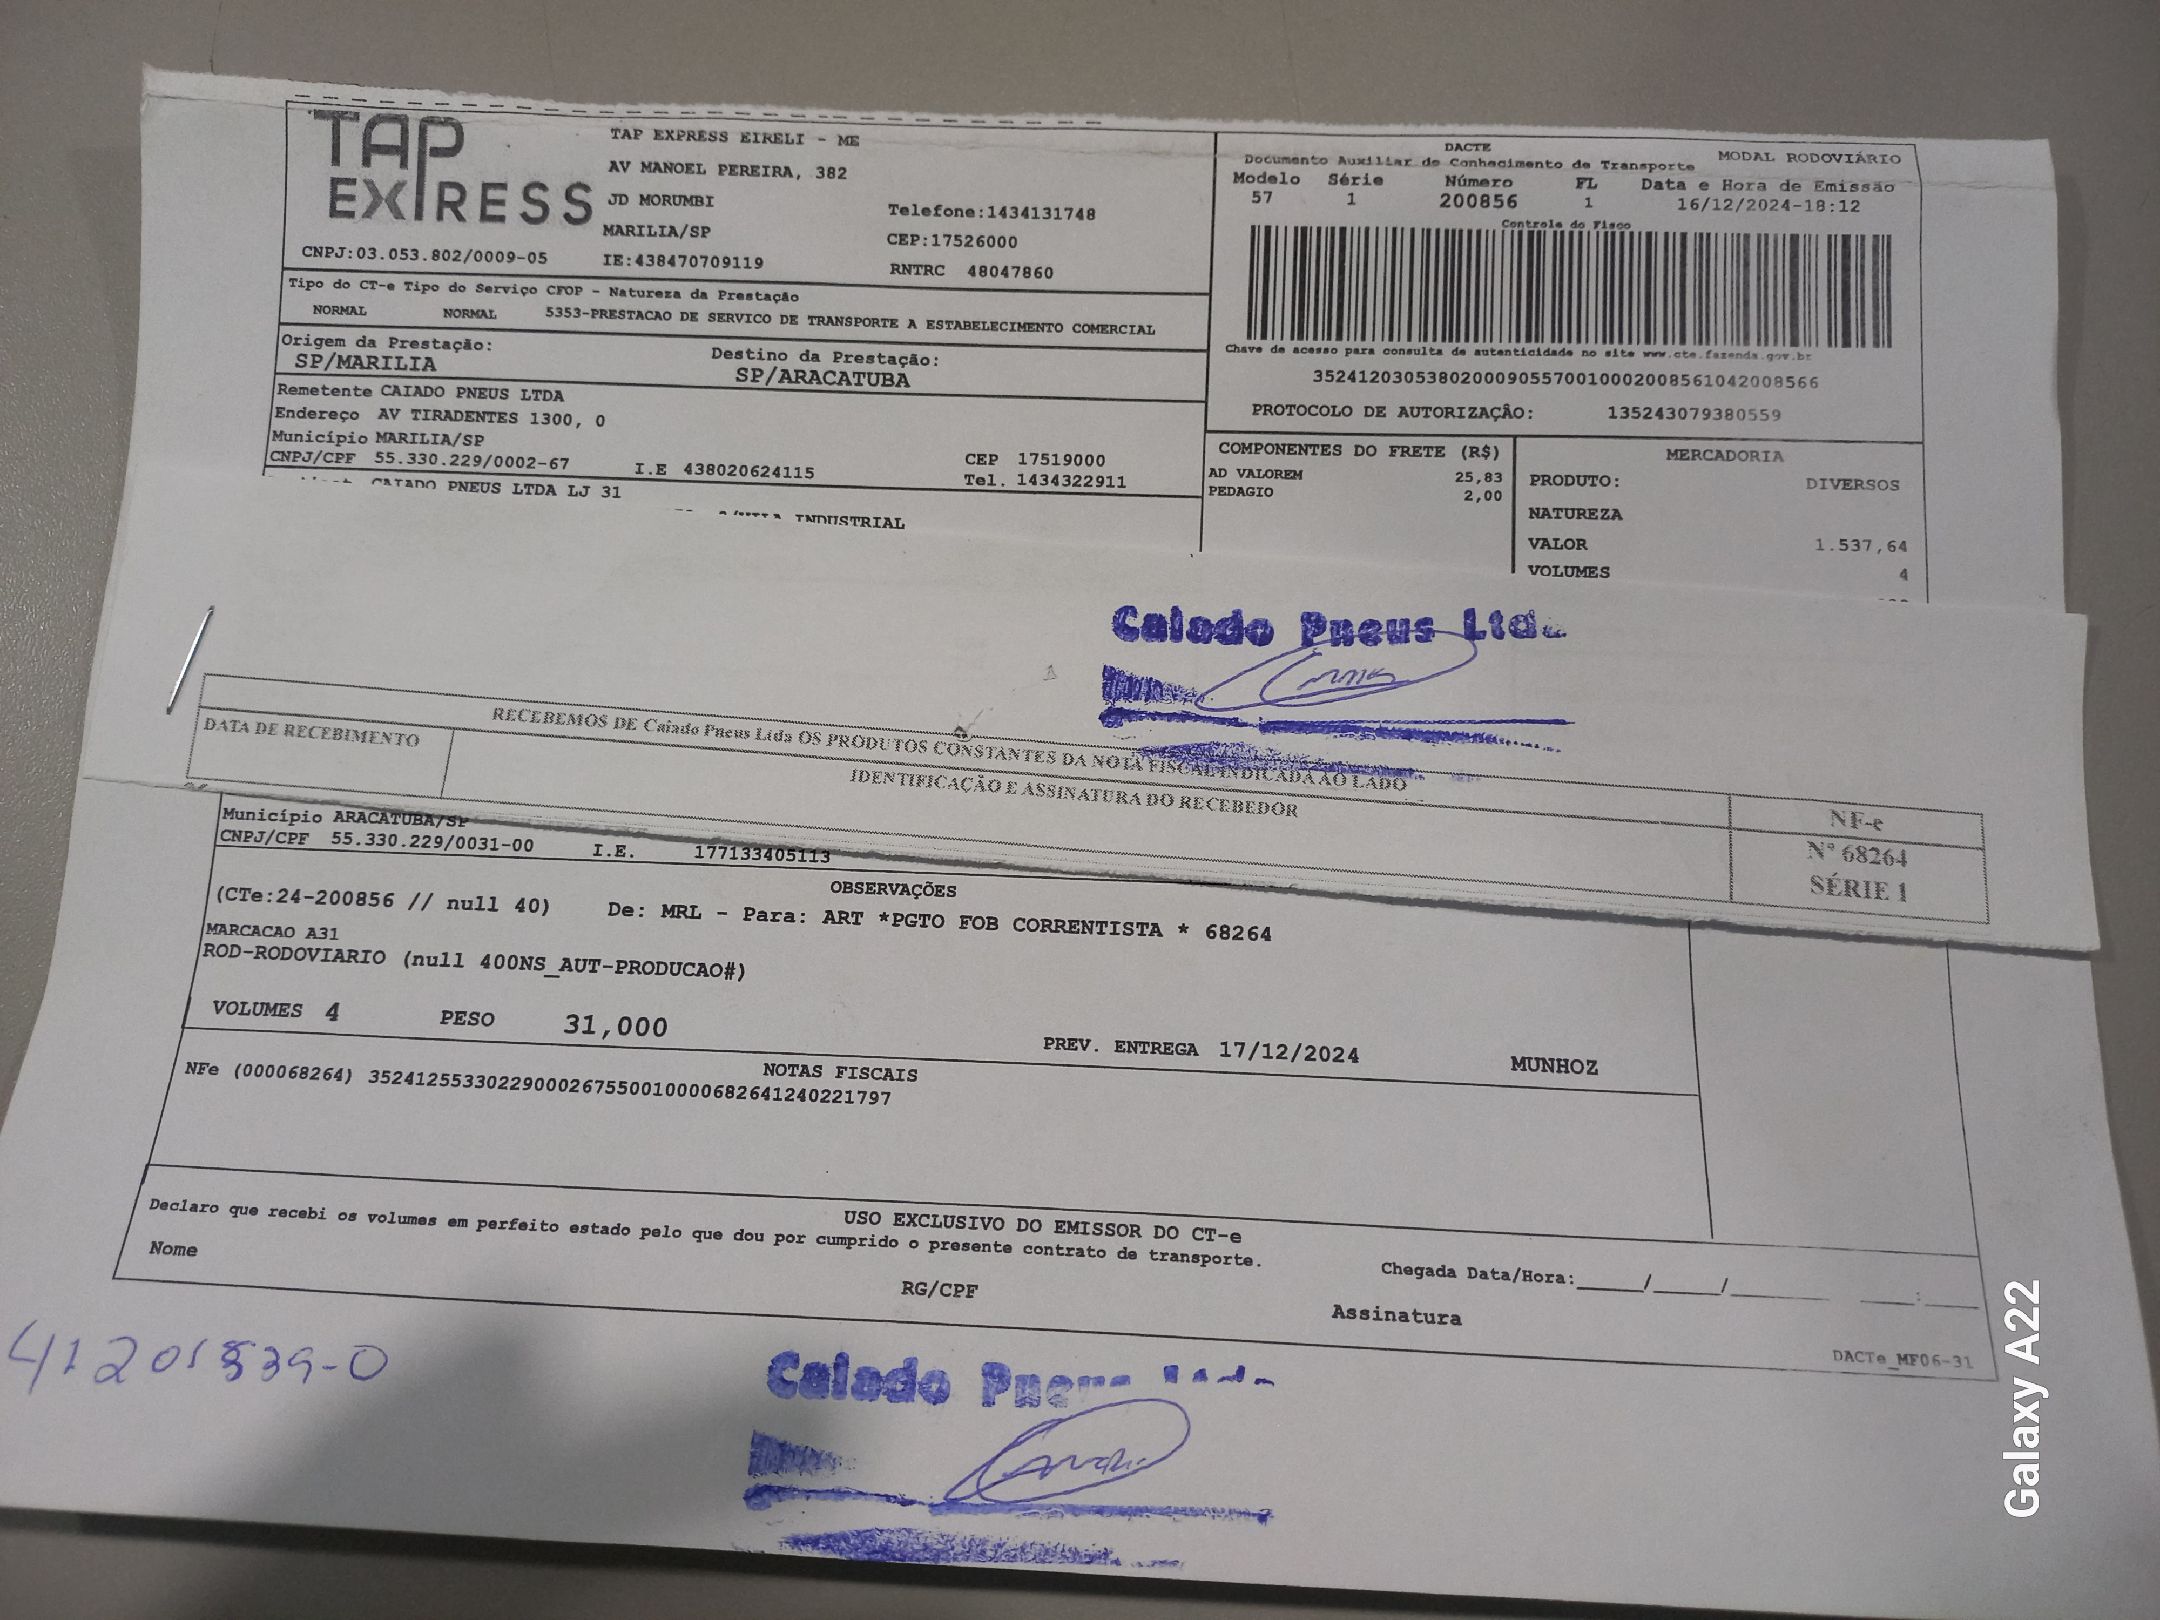 TAP
EXPRESS
TAP EXPRESS EIRELI - ME
AV MANOEL PEREIRA, 382
JD MORUMBI
MARILIA/SP
Telefone:1434131748
CEP:17526000
CNPJ:03.053.802/0009-05 IE:438470709119 RNTRC 48047860
DACTE
Documento Auxiliar de Conhecimento de Transporte MODAL RODOVIÁRIO
Modelo Série Número FL Data e Hora de Emissão
57 1 200856 1 16/12/2024-18:12
Controle do Fisco
Tipo do CT-e Tipo do Serviço CFOP - Natureza da Prestação
NORMAL NORMAL 5353-PRESTACAO DE SERVICO DE TRANSPORTE A ESTABELECIMENTO COMERCIAL
Origem da Prestação: Destino da Prestação:
SP/MARILIA SP/ARACATUBA
Chave de acesso para consulta de autenticidade no site www.cte.fazenda.gov.br
35241203053802000905570010002008561042008566
PROTOCOLO DE AUTORIZAÇÃO: 135243079380559
Remetente CAIADO PNEUS LTDA
Endereço AV TIRADENTES 1300, 0
Município MARILIA/SP CEP 17519000
CNPJ/CPF 55.330.229/0002-67 I.E 438020624115 Tel. 1434322911
CAIADO PNEUS LTDA LJ 31
INDUSTRIAL
COMPONENTES DO FRETE (R$)
AD VALOREM 25,83
PEDAGIO 2,00
MERCADORIA
PRODUTO: DIVERSOS
NATUREZA
VALOR 1.537,64
VOLUMES 4
Caiado Pneus Ltda
RECEBEMOS DE Caiado Pneus Ltda OS PRODUTOS CONSTANTES DA NOTA FISCAL INDICADA AO LADO
DATA DE RECEBIMENTO
IDENTIFICAÇÃO E ASSINATURA DO RECEBEDOR
NF-e
Nº 68264
SÉRIE 1
Município ARACATUBA/SP
CNPJ/CPF 55.330.229/0031-00 I.E. 177133405113
OBSERVAÇÕES
(CTe:24-200856 // null 40) De: MRL - Para: ART *PGTO FOB CORRENTISTA * 68264
MARCACAO A31
ROD-RODOVIARIO (null 400NS_AUT-PRODUCAO#)
VOLUMES 4 PESO 31,000 PREV. ENTREGA 17/12/2024 MUNHOZ
NOTAS FISCAIS
NFe (000068264) 35241255330229000267550010000682641240221797
USO EXCLUSIVO DO EMISSOR DO CT-e
Declaro que recebi os volumes em perfeito estado pelo que dou por cumprido o presente contrato de transporte.
Nome RG/CPF Assinatura Chegada Data/Hora:_____/_____/_______ ____:____
DACTe_MF06-31
Caiado
Galaxy A22